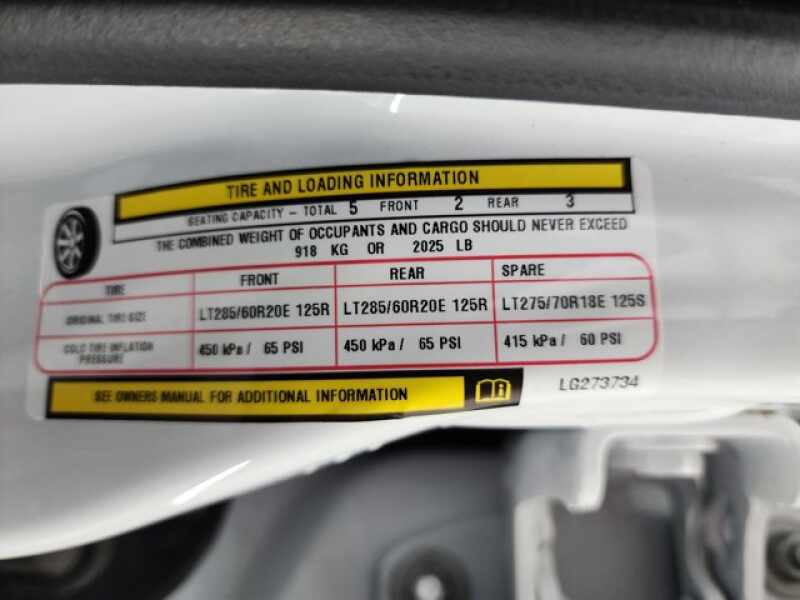 TIRE AND LOADING INFORMATION
SEATING CAPACITY – TOTAL 5 FRONT 2 REAR 3
THE COMBINED WEIGHT OF OCCUPANTS AND CARGO SHOULD NEVER EXCEED
918 KG OR 2025 LB
TIRE FRONT REAR SPARE
ORIGINAL TIRE SIZE LT285/60R20E 125R LT285/60R20E 125R LT275/70R18E 125S
COLD TIRE INFLATION PRESSURE 450 kPa / 65 PSI 450 kPa / 65 PSI 415 kPa / 60 PSI
SEE OWNERS MANUAL FOR ADDITIONAL INFORMATION
LG273734